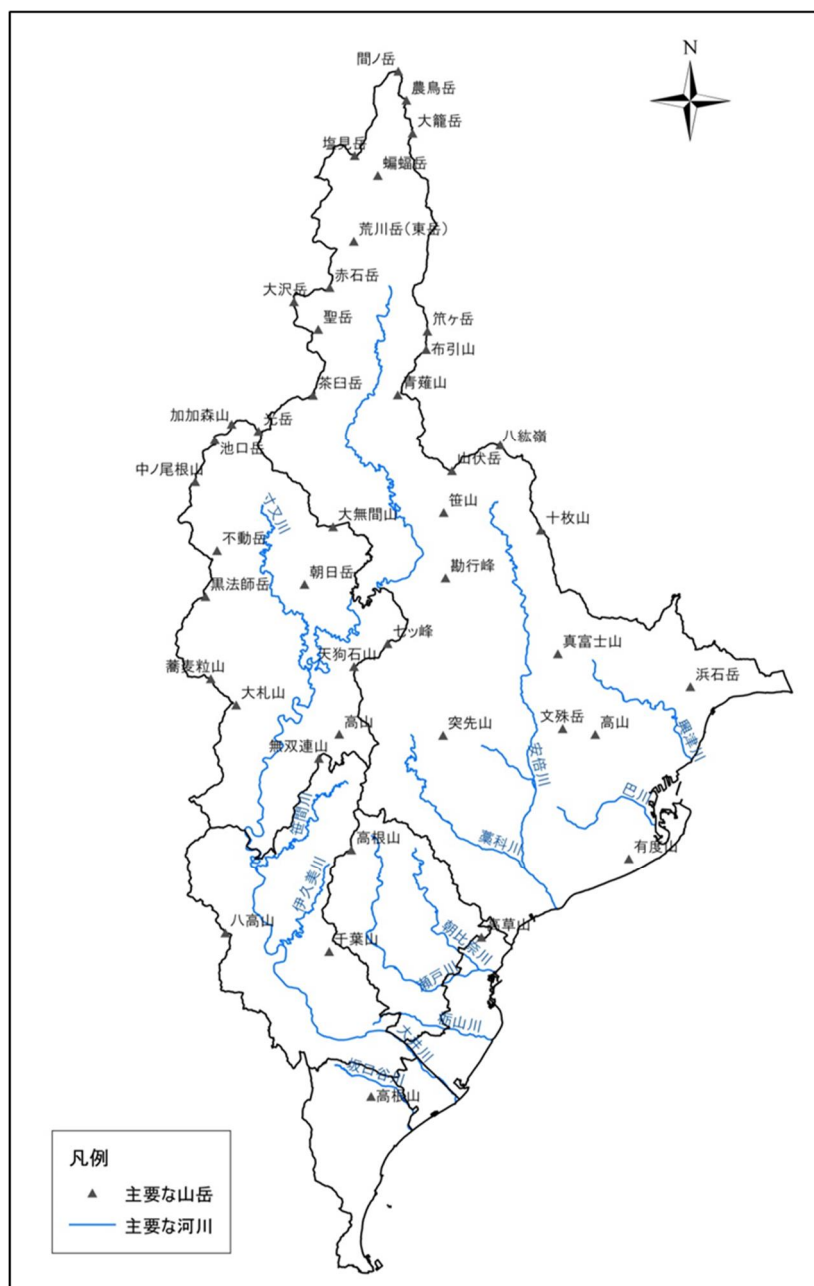 間ノ岳
N
農鳥岳
大籠岳
塩見岳
蝙蝠岳
荒川岳(東岳)
赤石岳
大沢岳
聖岳
笊ヶ岳
布引山
茶臼岳
青薙山
加加森山
光岳
池口岳
八紘嶺
山伏岳
中ノ尾根山
寸又川
笹山
大無間山
十枚山
不動岳
朝日岳
勘行峰
黒法師岳
七ッ峰
真富士山
天狗石山
蕎麦粒山
浜石岳
大札山
高山
突先山
文殊岳
高山
興津川
無双連山
安倍川
笹間川
巴川
藁科川
高根山
有度山
伊久美川
八高山
高草山
朝比奈川
千葉山
瀬戸川
栃山川
大井川
坂口谷川
高根山
凡例
主要な山岳
主要な河川